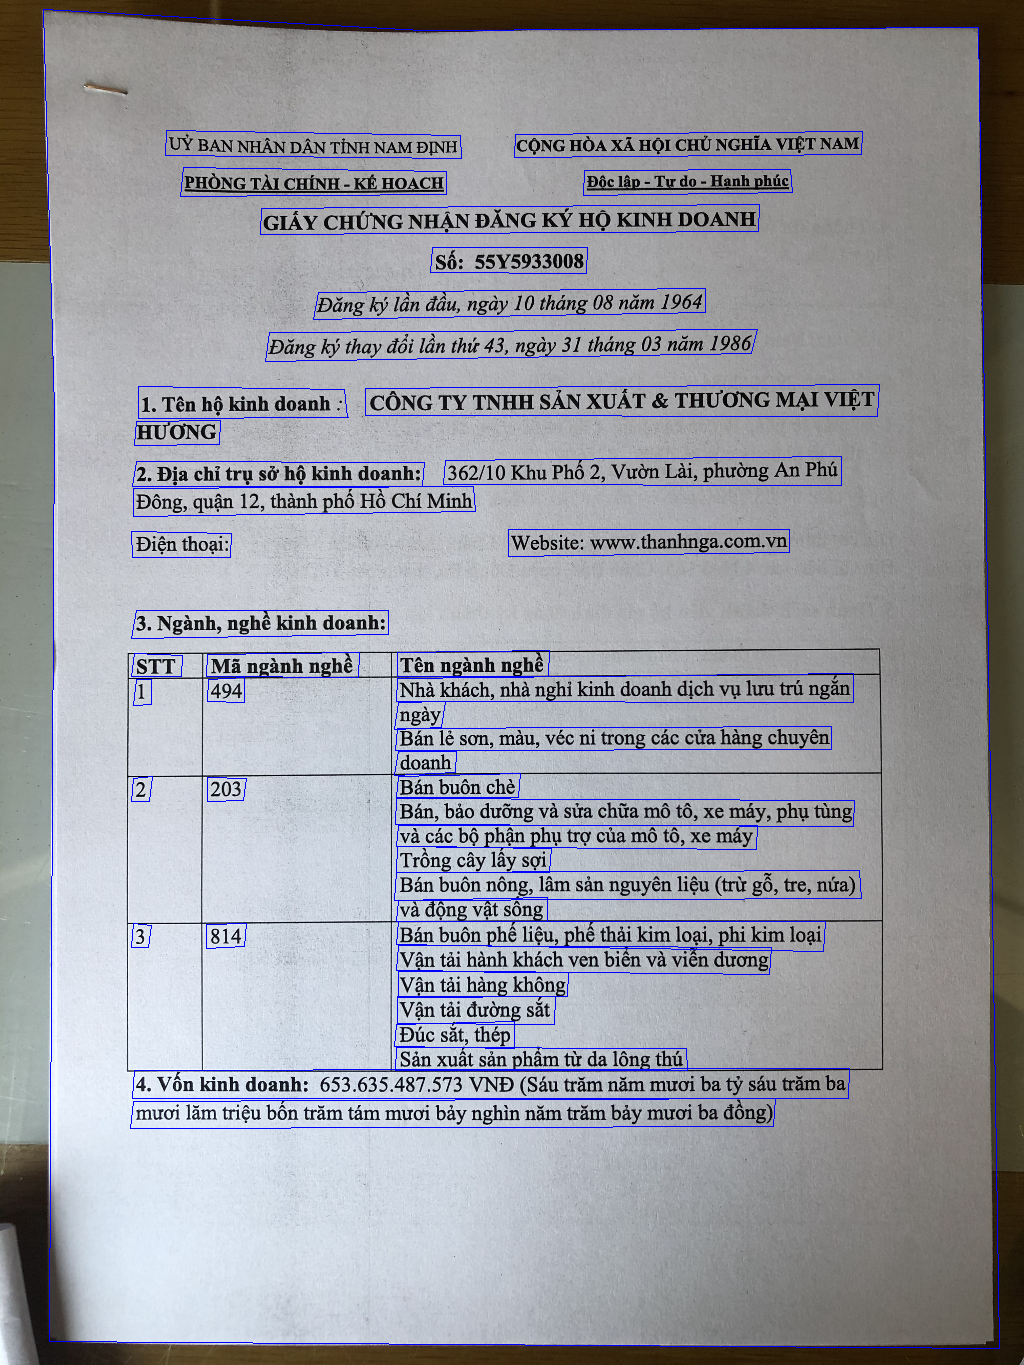 UỶ BAN NHÂN DÂN TỈNH NAM ĐỊNH
CỘNG HÒA XÃ HỘI CHỦ NGHĨA VIỆT NAM
PHÒNG TÀI CHÍNH - KẾ HOẠCH
Độc lập - Tự do - Hạnh phúc
GIẤY CHỨNG NHẬN ĐĂNG KÝ HỘ KINH DOANH
Số: 55Y5933008
Đăng ký lần đầu, ngày 10 tháng 08 năm 1964
Đăng ký thay đổi lần thứ 43, ngày 31 tháng 03 năm 1986
1. Tên hộ kinh doanh : CÔNG TY TNHH SẢN XUẤT & THƯƠNG MẠI VIỆT
HƯƠNG
2. Địa chỉ trụ sở hộ kinh doanh: 362/10 Khu Phố 2, Vườn Lài, phường An Phú
Đông, quận 12, thành phố Hồ Chí Minh
Điện thoại: Website: www.thanhnga.com.vn
3. Ngành, nghề kinh doanh:
STT Mã ngành nghề Tên ngành nghề
1 494 Nhà khách, nhà nghỉ kinh doanh dịch vụ lưu trú ngắn
ngày
Bán lẻ sơn, màu, véc ni trong các cửa hàng chuyên
doanh
2 203 Bán buôn chè
Bán, bảo dưỡng và sửa chữa mô tô, xe máy, phụ tùng
và các bộ phận phụ trợ của mô tô, xe máy
Trồng cây lấy sợi
Bán buôn nông, lâm sản nguyên liệu (trừ gỗ, tre, nứa)
và động vật sống
3 814 Bán buôn phế liệu, phế thải kim loại, phi kim loại
Vận tải hành khách ven biển và viễn dương
Vận tải hàng không
Vận tải đường sắt
Đúc sắt, thép
Sản xuất sản phẩm từ da lông thú
4. Vốn kinh doanh: 653.635.487.573 VNĐ (Sáu trăm năm mươi ba tỷ sáu trăm ba
mươi lăm triệu bốn trăm tám mươi bảy nghìn năm trăm bảy mươi ba đồng)